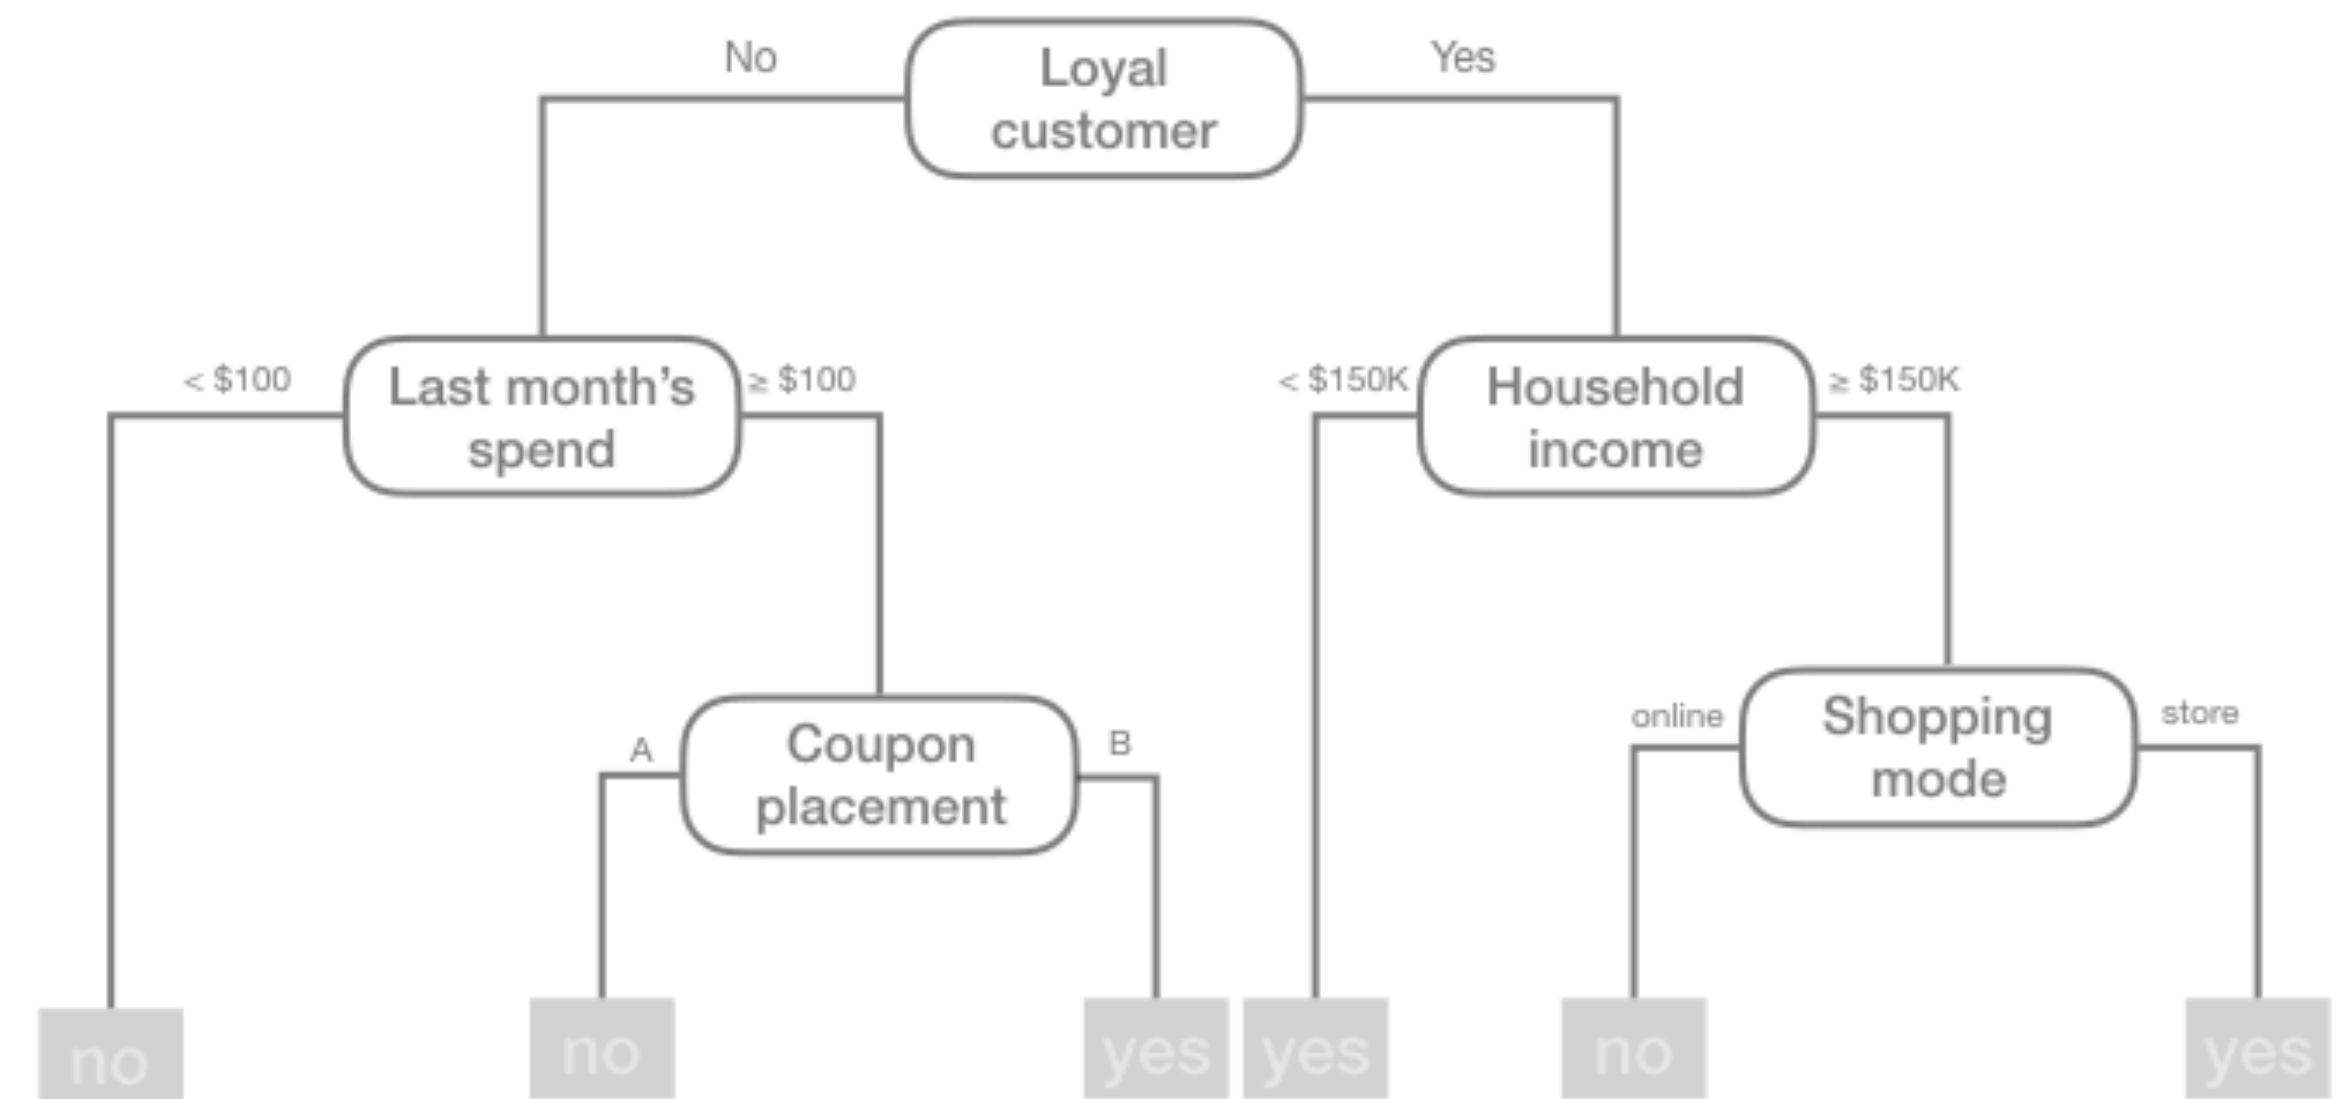 No
Loyal
customer
Yes
< $100
Last month's
spend
≥ $100
< $150K
Household
income
≥ $150K
A
Coupon
placement
B
online
Shopping
mode
store
no
no
yes
yes
no
yes